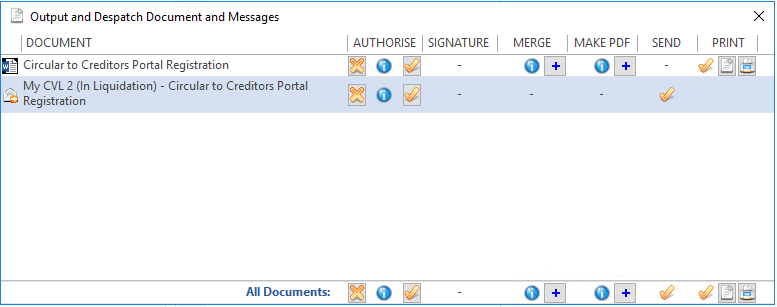 Output and Despatch Document and Messages
DOCUMENT AUTHORISE SIGNATURE MERGE MAKE PDF SEND PRINT
Circular to Creditors Portal Registration - -
My CVL 2 (In Liquidation) - Circular to Creditors Portal
Registration - - -
All Documents: